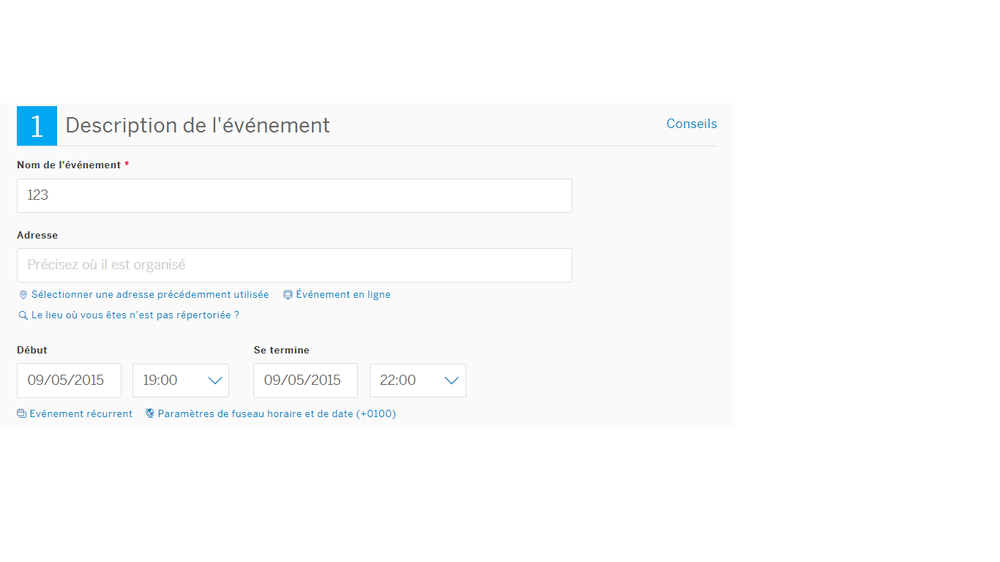 1 Description de l'événement Conseils
Nom de l'événement *
123
Adresse
Précisez où il est organisé
Sélectionner une adresse précédemment utilisée Événement en ligne
Le lieu où vous êtes n'est pas répertoriée ?
Début Se termine
09/05/2015 19:00 09/05/2015 22:00
Evénement récurrent Paramètres de fuseau horaire et de date (+0100)